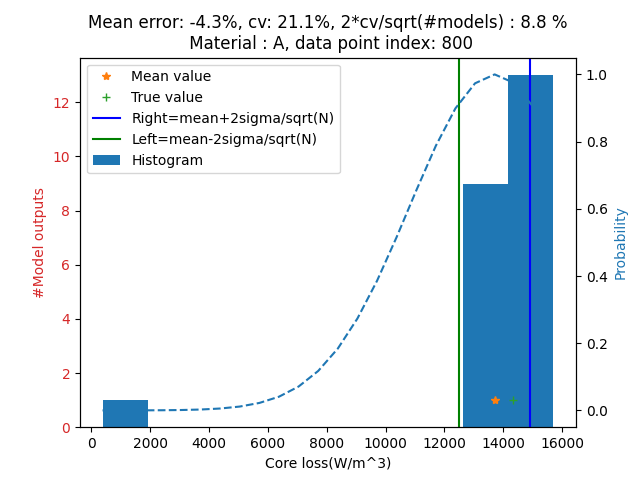 Mean error: -4.3%, cv: 21.1%, 2*cv/sqrt(#models) : 8.8 %
Material : A, data point index: 800
Mean value
True value
Right=mean+2sigma/sqrt(N)
Left=mean-2sigma/sqrt(N)
Histogram
#Model outputs
12
10
8
6
4
2
0
1.0
0.8
0.6
0.4
0.2
0.0
Probability
0 2000 4000 6000 8000 10000 12000 14000 16000
Core loss(W/m^3)